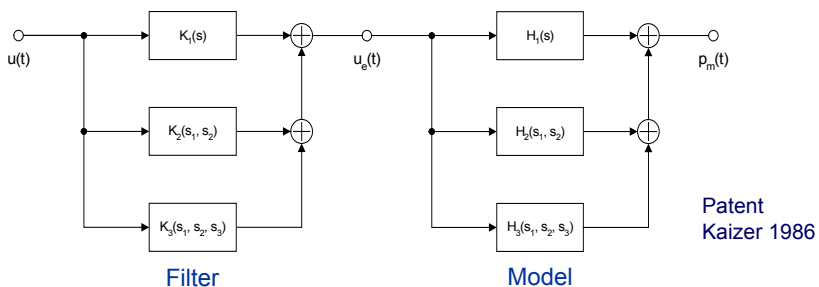 K₁(s)
H₁(s)
u(t)
uₑ(t)
pₘ(t)
K₂(s₁, s₂)
H₂(s₁, s₂)
K₃(s₁, s₂, s₃)
H₃(s₁, s₂, s₃)
Patent
Kaizer 1986
Filter
Model